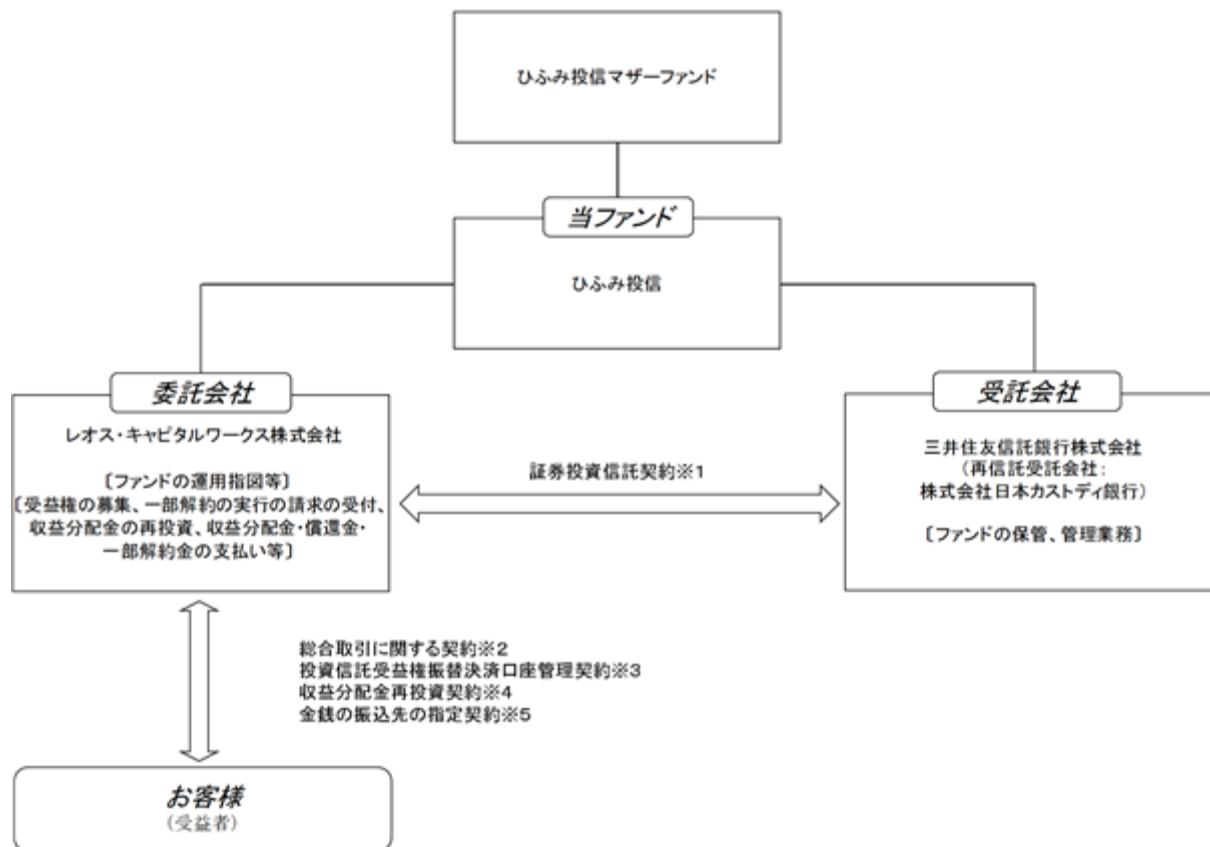 ひふみ投信マザーファンド
当ファンド
ひふみ投信
委託会社
レオス・キャピタルワークス株式会社
〔ファンドの運用指図等〕
〔受益権の募集、一部解約の実行の請求の受付、
収益分配金の再投資、収益分配金・償還金・
一部解約金の支払い等〕
証券投資信託契約※1
受託会社
三井住友信託銀行株式会社
(再信託受託会社:
株式会社日本カストディ銀行)
〔ファンドの保管、管理業務〕
総合取引に関する契約※2
投資信託受益権振替決済口座管理契約※3
収益分配金再投資契約※4
金銭の振込先の指定契約※5
お客様
(受益者)